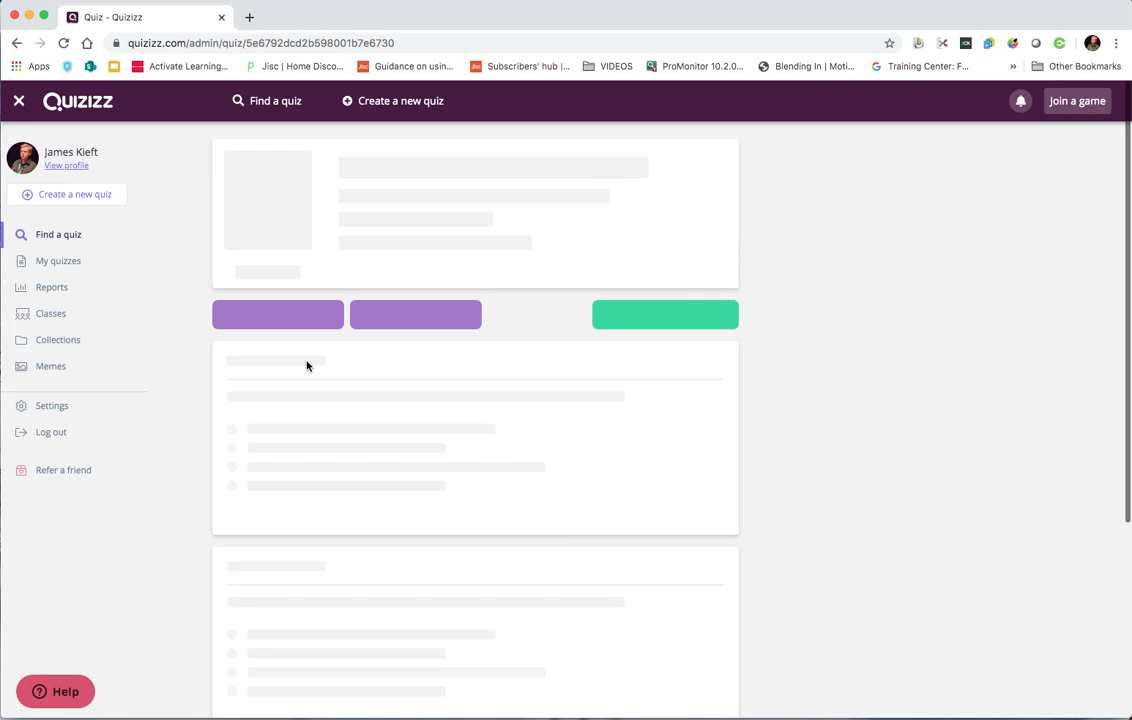 Quiz - Quizizz
quizizz.com/admin/quiz/5e6792dcd2b598001b7e6730
Apps
Activate Learning...
Jisc | Home Disco...
Guidance on usin...
Subscribers' hub |...
VIDEOS
ProMonitor 10.2.0...
Blending In | Moti...
Training Center: F...
»
Other Bookmarks
Quizizz
Find a quiz
Create a new quiz
Join a game
James Kieft
View profile
Create a new quiz
Find a quiz
My quizzes
Reports
Classes
Collections
Memes
Settings
Log out
Refer a friend
Help